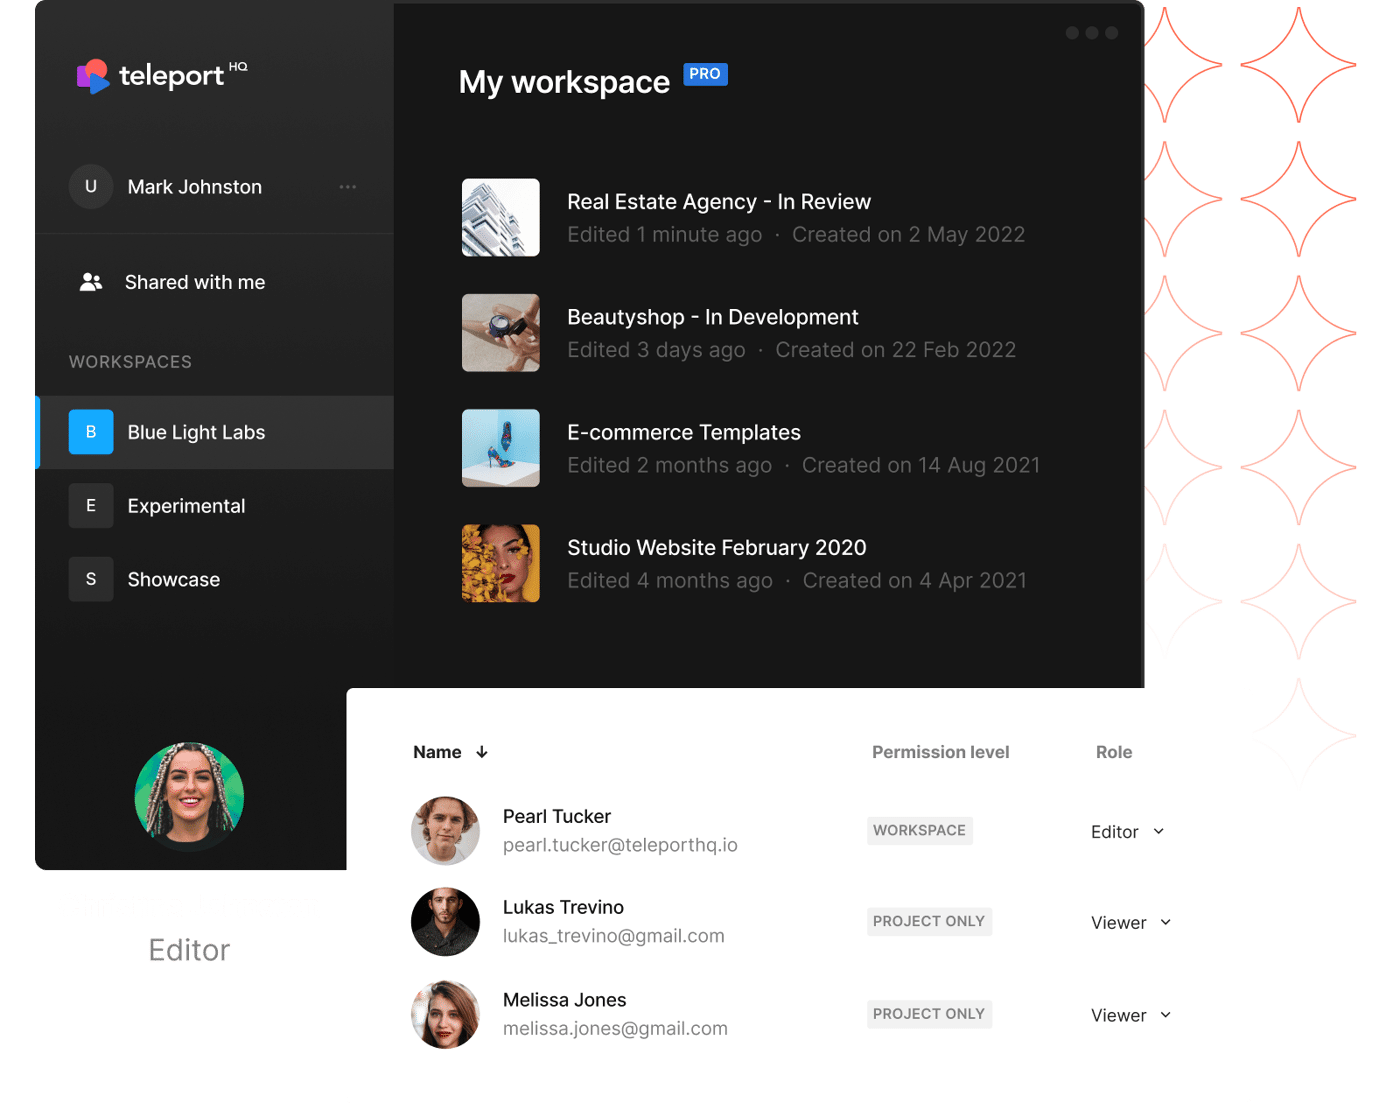 teleport HQ
U Mark Johnston ...
Shared with me
WORKSPACES
B Blue Light Labs
E Experimental
S Showcase
My workspace PRO
Real Estate Agency - In Review
Edited 1 minute ago · Created on 2 May 2022
Beautyshop - In Development
Edited 3 days ago · Created on 22 Feb 2022
E-commerce Templates
Edited 2 months ago · Created on 14 Aug 2021
Studio Website February 2020
Edited 4 months ago · Created on 4 Apr 2021
Editor
Name ↓ Permission level Role
Pearl Tucker
pearl.tucker@teleporthq.io
WORKSPACE
Editor
Lukas Trevino
lukas_trevino@gmail.com
PROJECT ONLY
Viewer
Melissa Jones
melissa.jones@gmail.com
PROJECT ONLY
Viewer